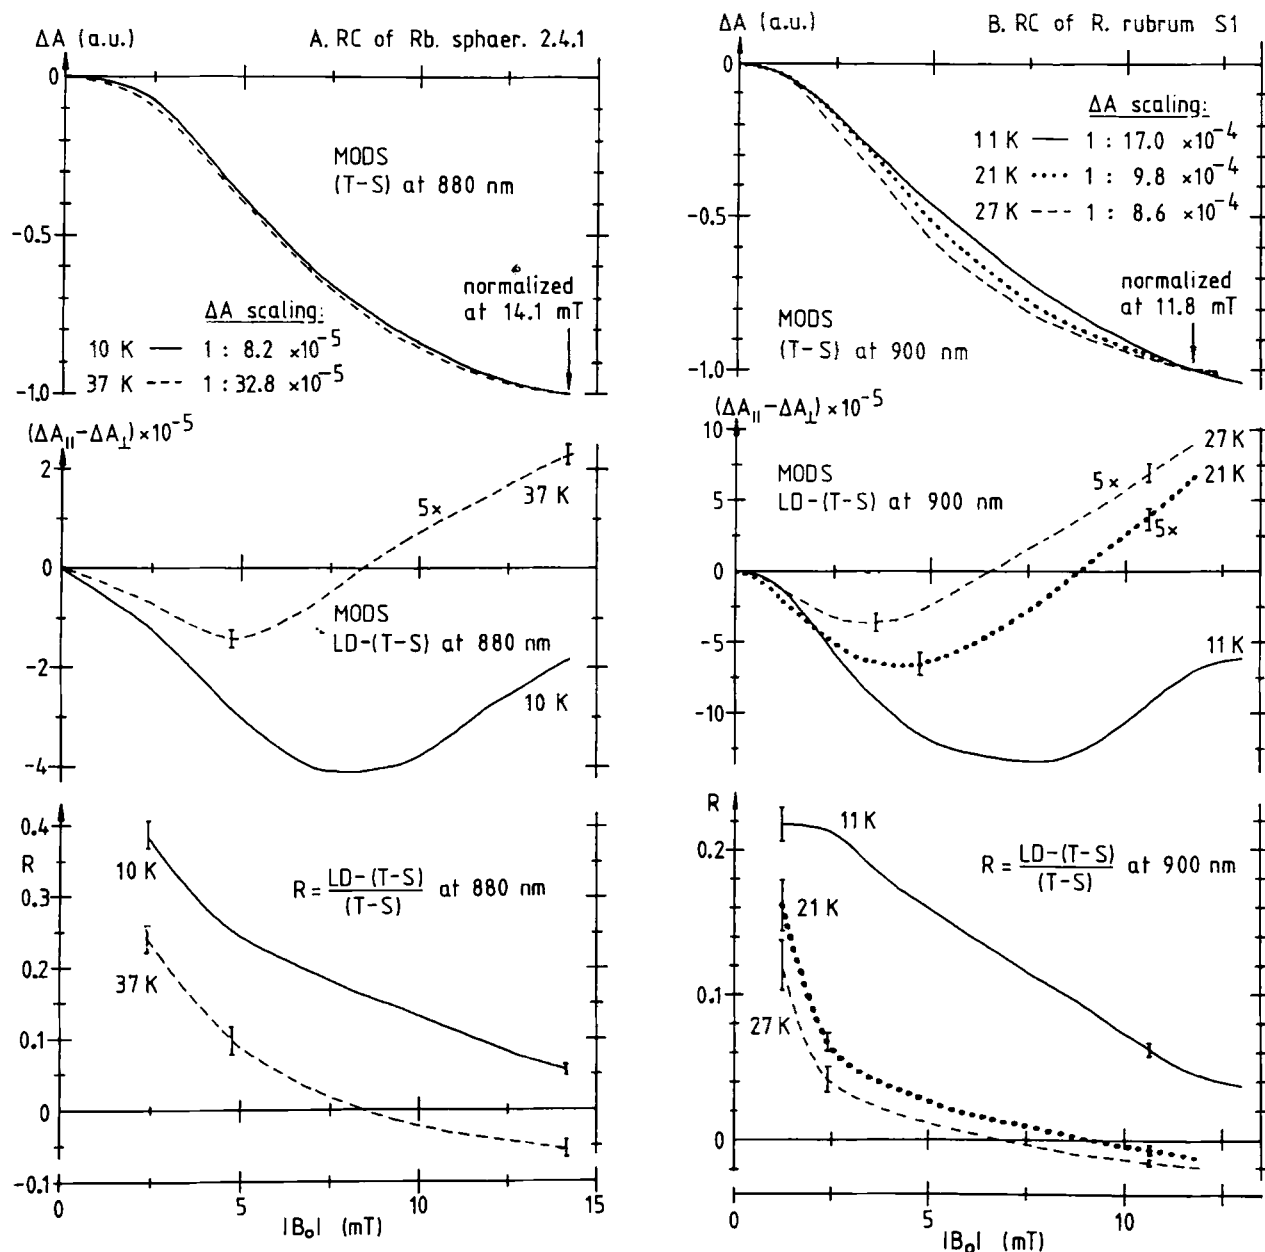 ΔA (a.u.)
A. RC of Rb. sphaer. 2.4.1
0
-0.5
-1.0
MODS
(T-S) at 880 nm
normalized
at 14.1 mT
ΔA scaling:
10 K — 1 : 8.2 ×10⁻⁵
37 K --- 1 : 32.8 ×10⁻⁵
(ΔA∥-ΔA⊥)×10⁻⁵
2
0
-2
-4
5×
37 K
MODS
LD-(T-S) at 880 nm
10 K
0.4
R
0.3
0.2
0.1
0
-0.1
10 K
37 K
R = LD-(T-S)/(T-S) at 880 nm
0 5 10 15
|B₀| (mT)
ΔA (a.u.)
B. RC of R. rubrum S1
0
-0.5
-1.0
ΔA scaling:
11 K — 1 : 17.0 ×10⁻⁴
21 K ···· 1 : 9.8 ×10⁻⁴
27 K --- 1 : 8.6 ×10⁻⁴
normalized
at 11.8 mT
MODS
(T-S) at 900 nm
(ΔA∥-ΔA⊥)×10⁻⁵
10
5
0
-5
-10
MODS
LD-(T-S) at 900 nm
27 K
5×
21 K
5×
11 K
R
0.2
0.1
0
11 K
21 K
27 K
R = LD-(T-S)/(T-S) at 900 nm
0 5 10
|B₀| (mT)